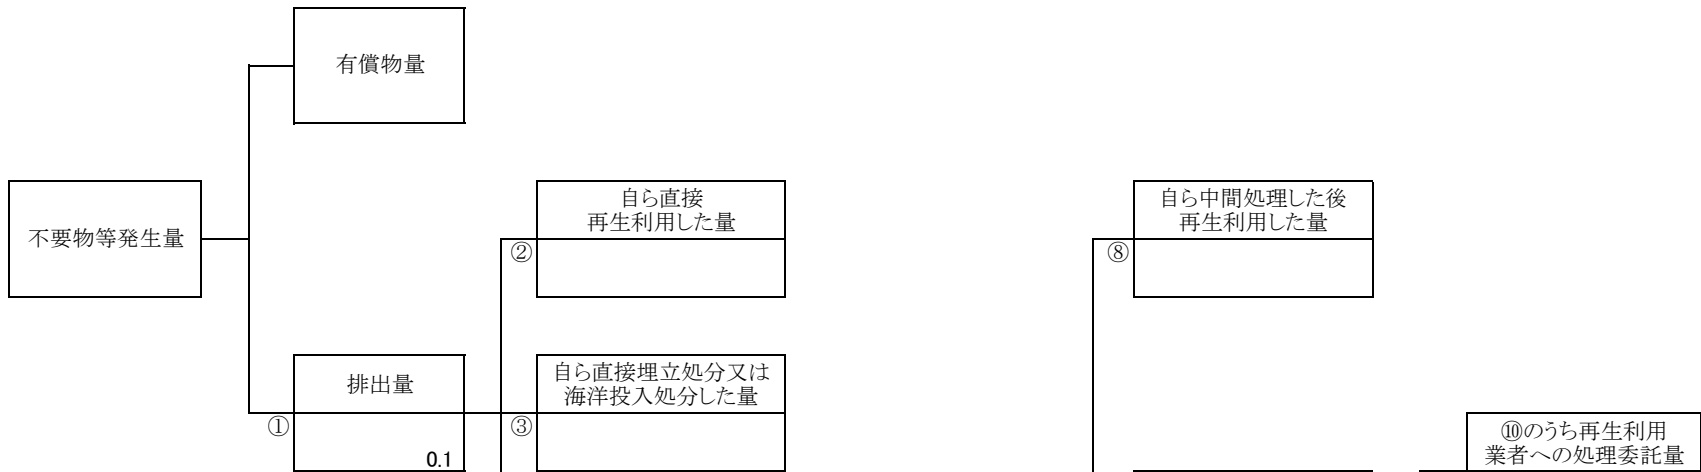 有償物量
不要物等発生量
自ら直接
再生利用した量
②
自ら中間処理した後
再生利用した量
⑧
排出量
①
0.1
自ら直接埋立処分又は
海洋投入処分した量
③
⑩のうち再生利用
業者への処理委託量